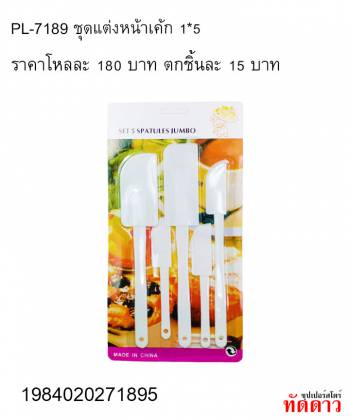 PL-7189 ชุดแต่งหน้าเค้ก 1*5
ราคาโหลละ 180 บาท ตกชิ้นละ 15 บาท
SET 5 SPATULES JUMBO
MADE IN CHINA
1984020271895
ซุปเปอร์สโตร์
ทัดดาว